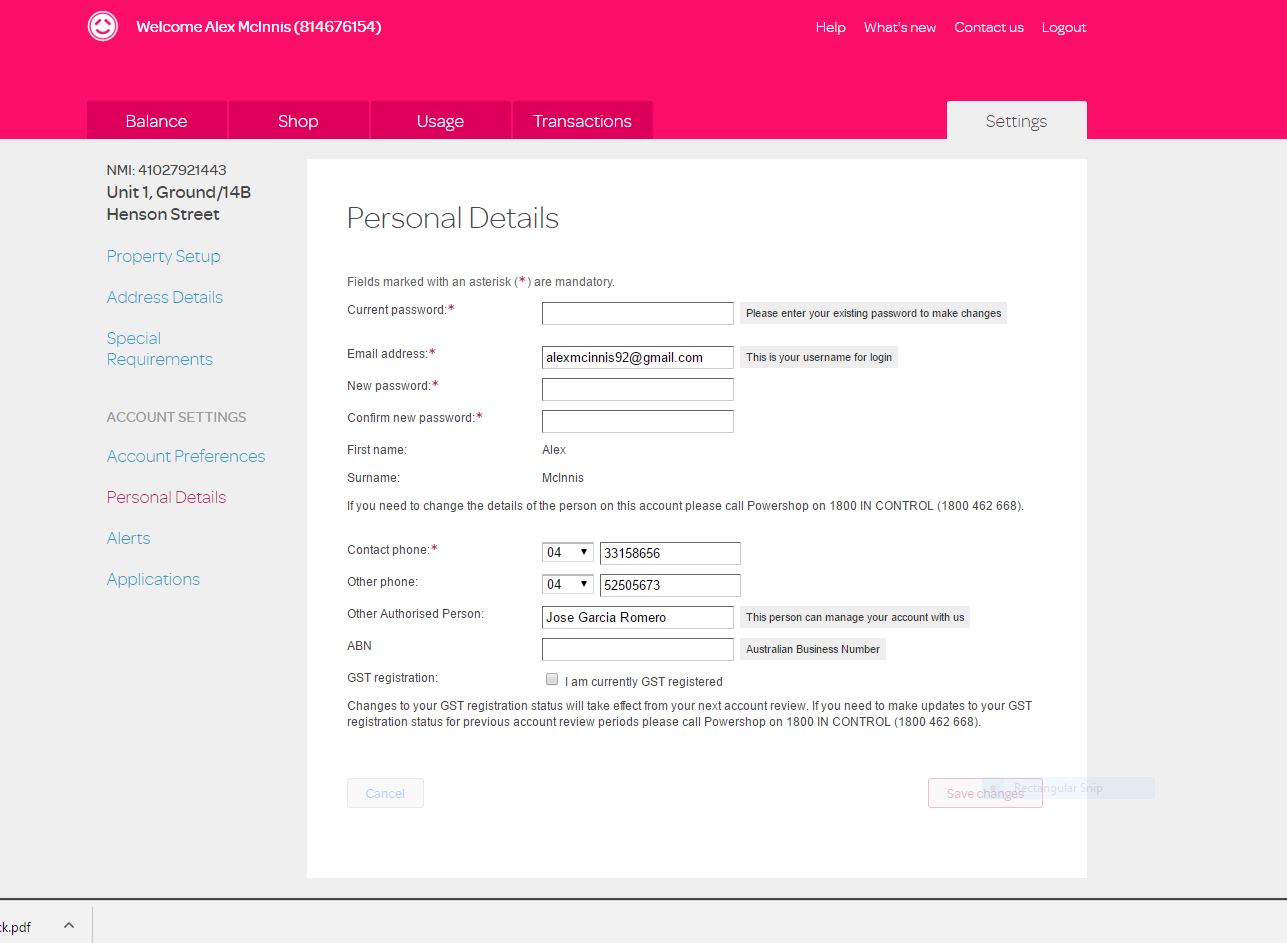 Welcome Alex McInnis (814676154)
Help What's new Contact us Logout
Balance Shop Usage Transactions Settings
NMI: 41027921443
Unit 1, Ground/14B
Henson Street
Property Setup
Address Details
Special
Requirements
ACCOUNT SETTINGS
Account Preferences
Personal Details
Alerts
Applications
Personal Details
Fields marked with an asterisk (*) are mandatory.
Current password:* Please enter your existing password to make changes
Email address:* alexmcinnis92@gmail.com This is your username for login
New password:*
Confirm new password:*
First name: Alex
Surname: McInnis
If you need to change the details of the person on this account please call Powershop on 1800 IN CONTROL (1800 462 668).
Contact phone:* 04 33158656
Other phone: 04 52505673
Other Authorised Person: Jose Garcia Romero This person can manage your account with us
ABN Australian Business Number
GST registration: I am currently GST registered
Changes to your GST registration status will take effect from your next account review. If you need to make updates to your GST
registration status for previous account review periods please call Powershop on 1800 IN CONTROL (1800 462 668).
Cancel Save changes Rectangular Snip
ck.pdf